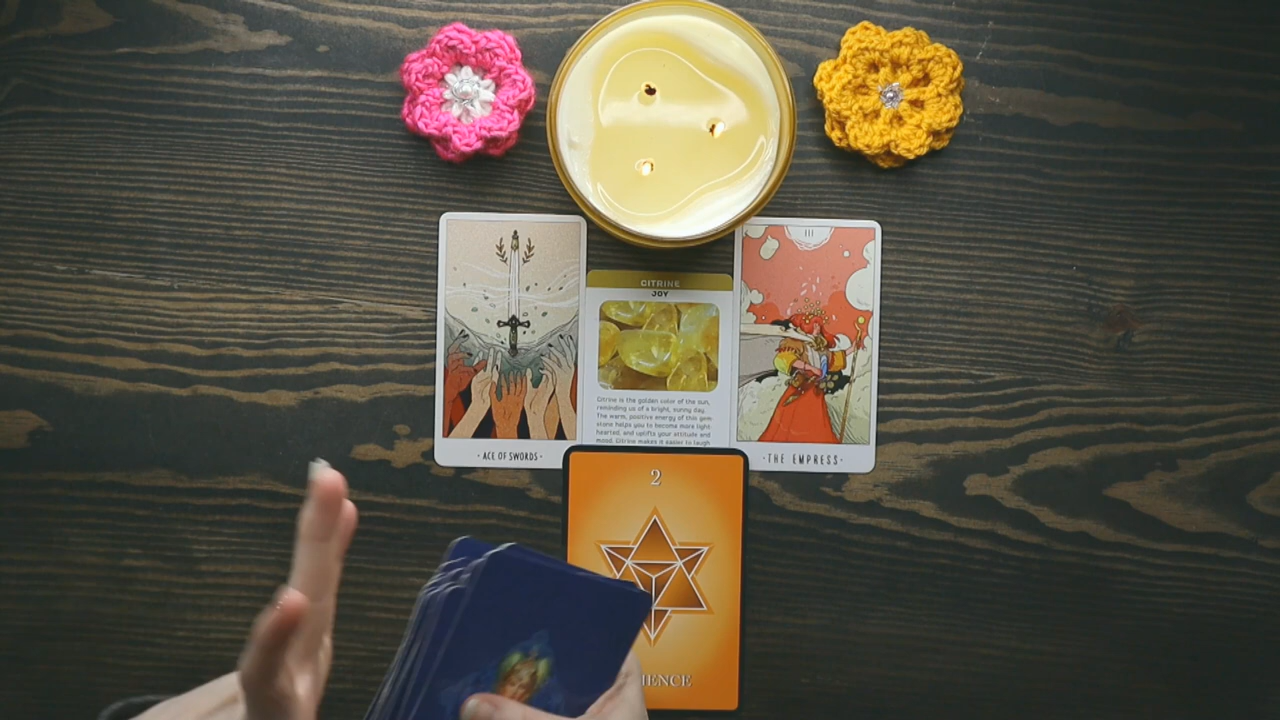 III
CITRINE
JOY
Citrine is the golden color of the sun,
reminding us of a bright, sunny day.
The warm, positive energy of this gem
stone helps you to become more light
hearted, and uplifts your attitude and
mood. Citrine makes it easier to laugh
· ACE OF SWORDS ·
· THE EMPRESS ·
2
IENCE